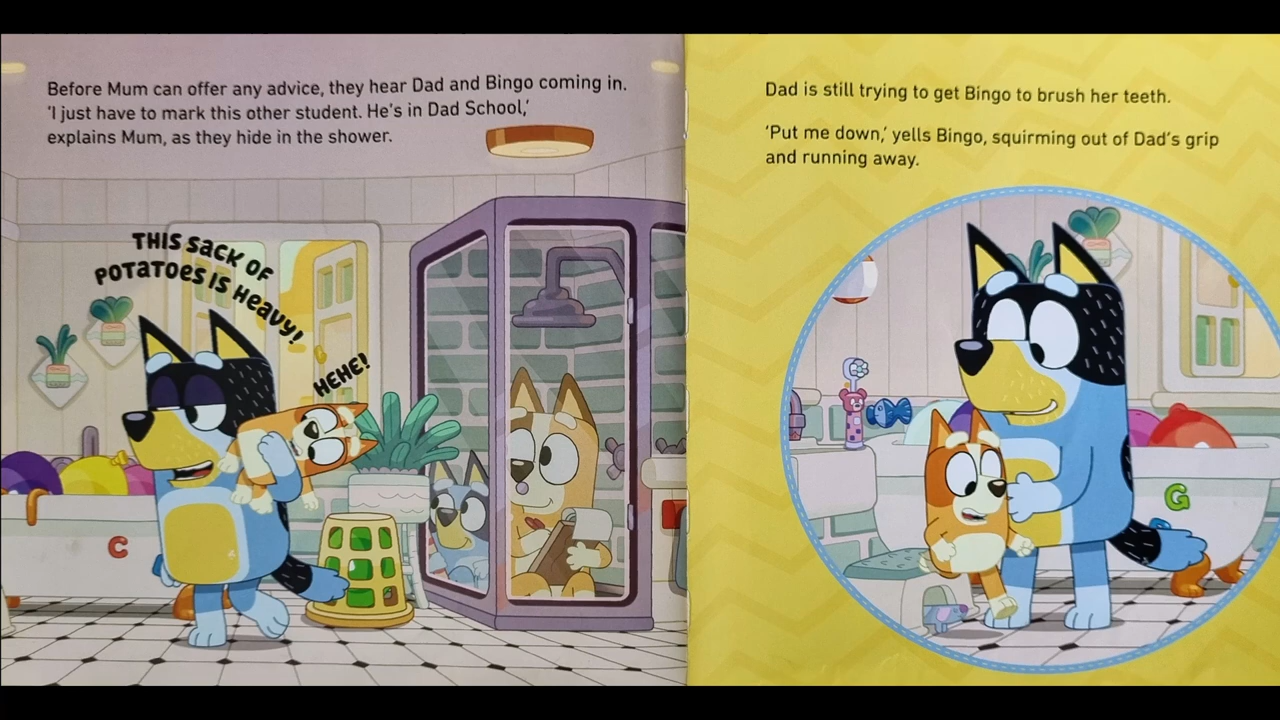 Before Mum can offer any advice, they hear Dad and Bingo coming in.
'I just have to mark this other student. He's in Dad School,'
explains Mum, as they hide in the shower.
THIS SACK OF
POTATOES IS HEAVY!
HEHE!
C
Dad is still trying to get Bingo to brush her teeth.
'Put me down,' yells Bingo, squirming out of Dad's grip
and running away.
G